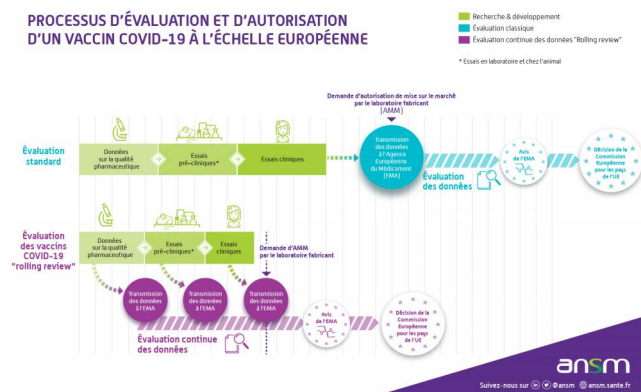 PROCESSUS D'ÉVALUATION ET D'AUTORISATION
D'UN VACCIN COVID-19 À L'ÉCHELLE EUROPÉENNE
Recherche & développement
Évaluation classique
Évaluation continue des données "Rolling review"
* Essais en laboratoire et chez l'animal
Demande d'autorisation de mise sur le marché
par le laboratoire fabricant
(AMM)
Évaluation
standard
Données
sur la qualité
pharmaceutique
Essais
pré-cliniques*
Essais cliniques
Transmission
des données
à l'Agence
Européenne
du Médicament
(EMA)
Évaluation
des données
Avis
de l'EMA
Décision de la
Commission
Européenne
pour les pays
de l'UE
Évaluation
des vaccins
COVID-19
"rolling review"
Données
sur la qualité
pharmaceutique
Essais
pré-cliniques*
Essais
cliniques
Demande d'AMM
par le laboratoire fabricant
Transmission
des données
à l'EMA
Transmission
des données
à l'EMA
Transmission
des données
à l'EMA
Évaluation continue
des données
Avis
de l'EMA
Décision de la
Commission
Européenne
pour les pays
de l'UE
ansm
Suivez-nous sur in @ansm ansm.sante.fr